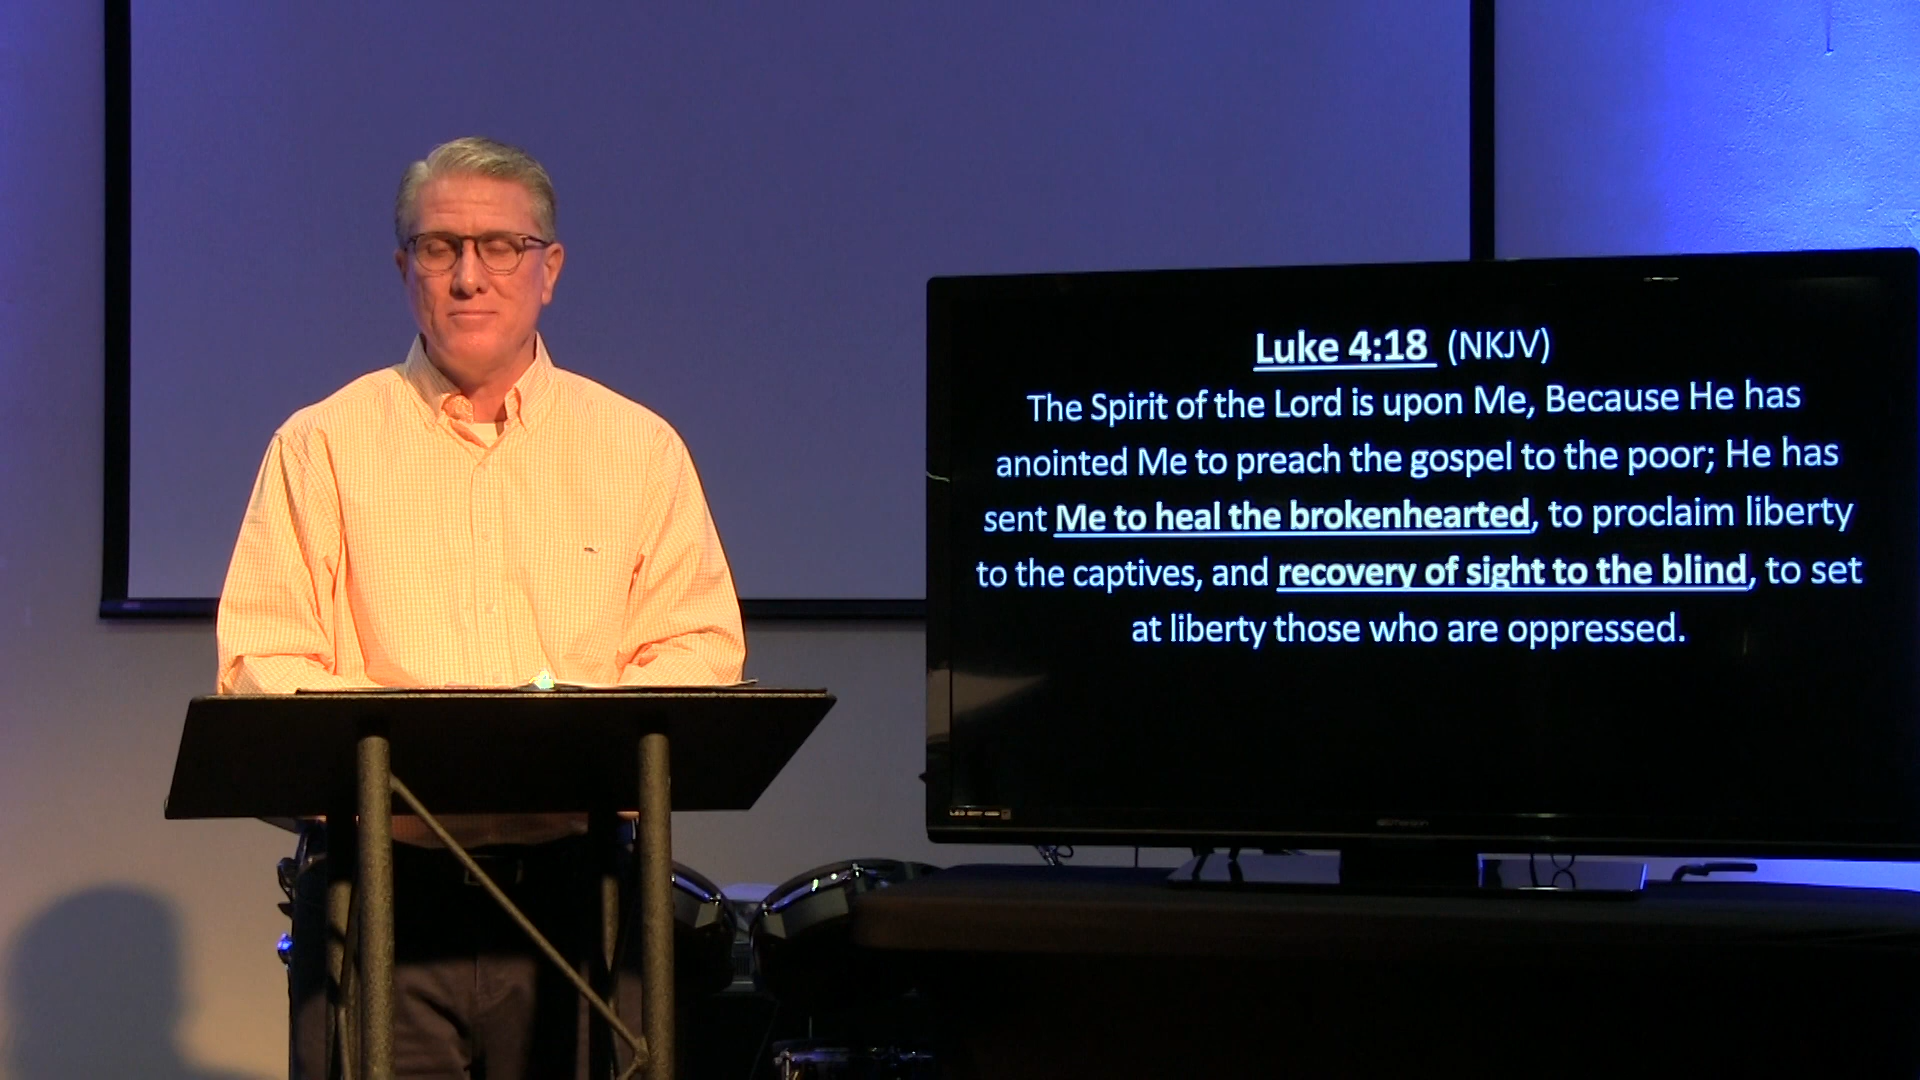 Luke 4:18 (NKJV)
The Spirit of the Lord is upon Me, Because He has
anointed Me to preach the gospel to the poor; He has
sent Me to heal the brokenhearted, to proclaim liberty
to the captives, and recovery of sight to the blind, to set
at liberty those who are oppressed.